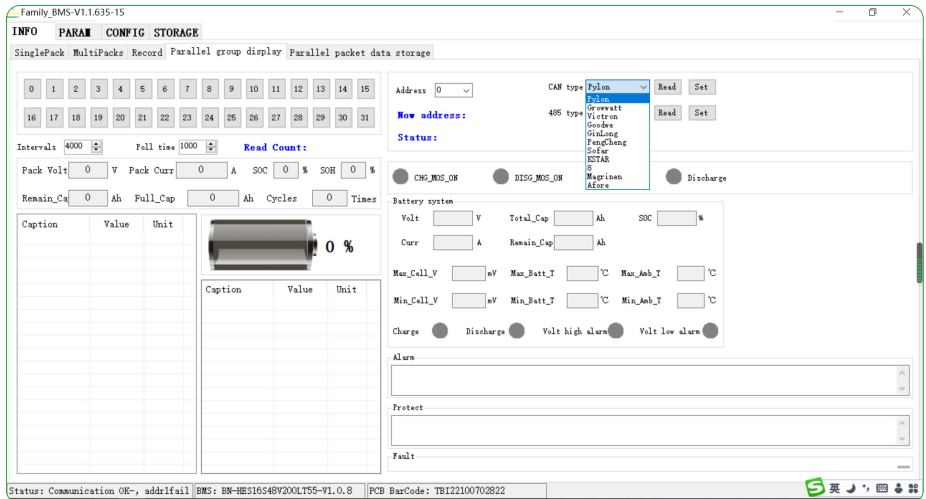 Family_BMS-V1.1.635-15
INFO PARAM CONFIG STORAGE
SinglePack MultiPacks Record Parallel group display Parallel packet data storage
0 1 2 3 4 5 6 7 8 9 10 11 12 13 14 15
16 17 18 19 20 21 22 23 24 25 26 27 28 29 30 31
Address 0
CAN type Pylon Read Set
Now address:
485 type Read Set
Status:
Pylon
Growwatt
Victron
Goodwe
GinLong
PengCheng
Sofar
KSTAR
8
Magrinen
Afore
Intervals 4000 Poll time 1000 Read Count:
Pack Volt 0 V Pack Curr 0 A SOC 0 % SOH 0 %
Remain_Ca 0 Ah Full_Cap 0 Ah Cycles 0 Times
CHG_MOS_ON DISG_MOS_ON Discharge
Caption Value Unit
0 %
Caption Value Unit
Battery system
Volt V Total_Cap Ah SOC %
Curr A Remain_Cap Ah
Max_Cell_V mV Max_Batt_T ℃ Max_Amb_T ℃
Min_Cell_V mV Min_Batt_T ℃ Min_Amb_T ℃
Charge Discharge Volt high alarm Volt low alarm
Alarm
Protect
Fault
Status: Communication OK~, addr1fail BMS: BN-HES16S48V200LT55-V1.0.8 PCB BarCode: TBI22100702822
英